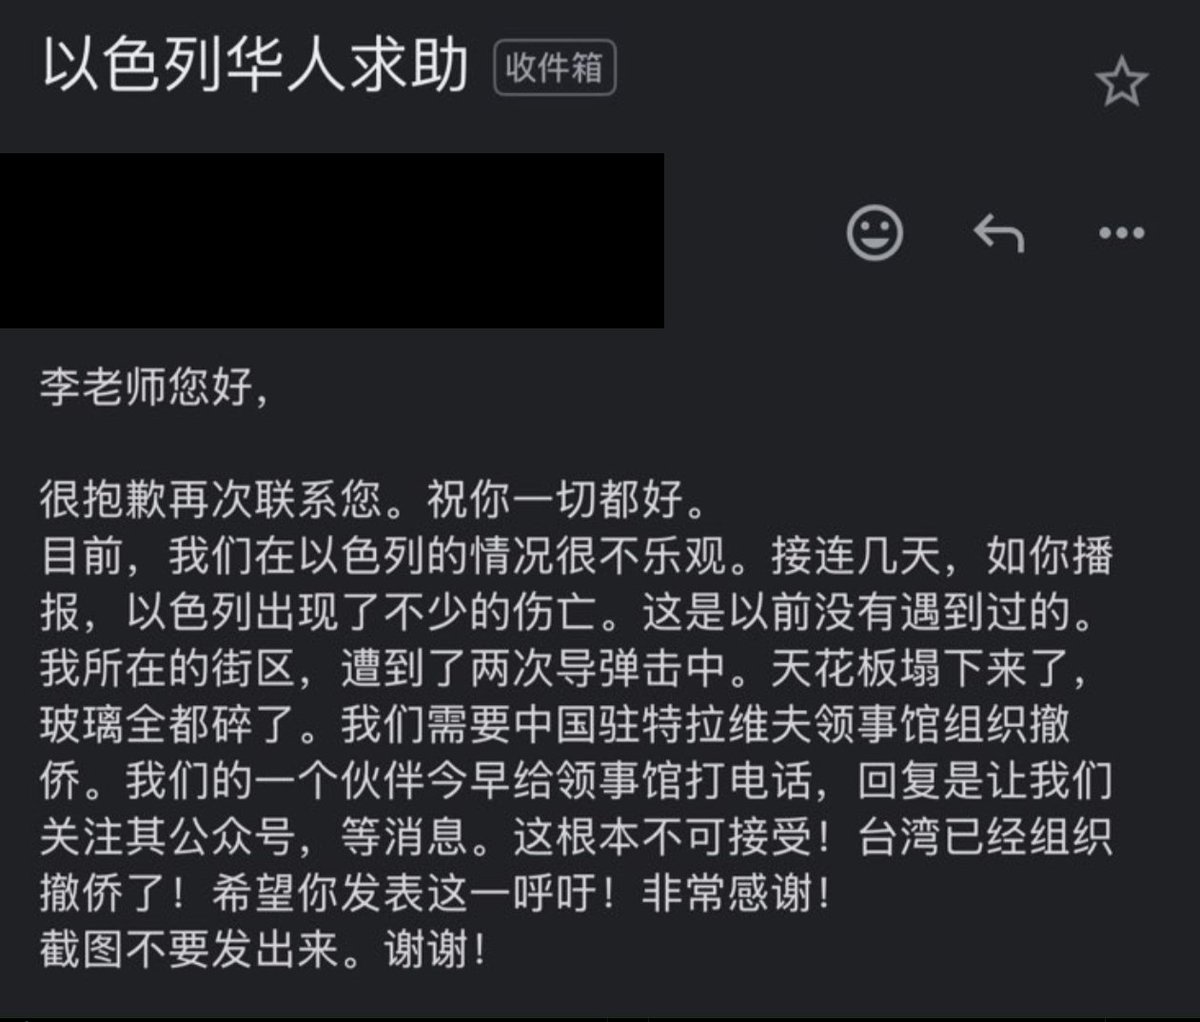 以色列华人求助 收件箱
李老师您好，
很抱歉再次联系您。祝你一切都好。
目前，我们在以色列的情况很不乐观。接连几天，如你播
报，以色列出现了不少的伤亡。这是以前没有遇到过的。
我所在的街区，遭到了两次导弹击中。天花板塌下来了，
玻璃全都碎了。我们需要中国驻特拉维夫领事馆组织撤
侨。我们的一个伙伴今早给领事馆打电话，回复是让我们
关注其公众号，等消息。这根本不可接受！台湾已经组织
撤侨了！希望你发表这一呼吁！非常感谢！
截图不要发出来。谢谢！